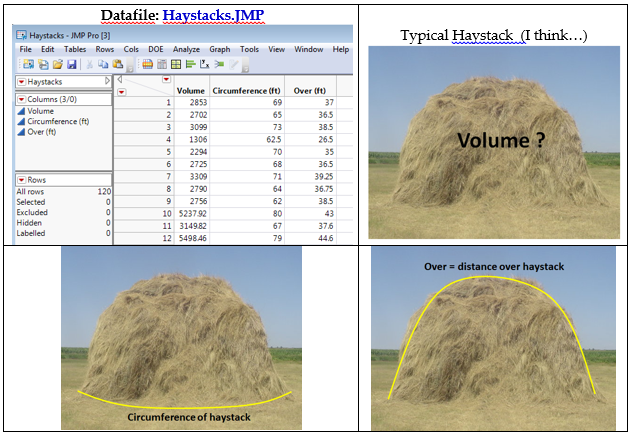 Datafile: Haystacks.JMP
Haystacks - JMP Pro [3]
File Edit Tables Rows Cols DOE Analyze Graph Tools View Window Help
Haystacks
Columns (3/0)
Volume
Circumference (ft)
Over (ft)
Rows
All rows 120
Selected 0
Excluded 0
Hidden 0
Labelled 0
Volume Circumference (ft) Over (ft)
1 2853 69 37
2 2702 65 36.5
3 3099 73 38.5
4 1306 62.5 26.5
5 2294 70 35
6 2725 68 36.5
7 3309 71 39.25
8 2790 64 36.75
9 2756 62 38.5
10 5237.92 80 43
11 3149.82 67 37.6
12 5498.46 79 44.6
Typical Haystack (I think…)
Volume ?
Circumference of haystack
Over = distance over haystack